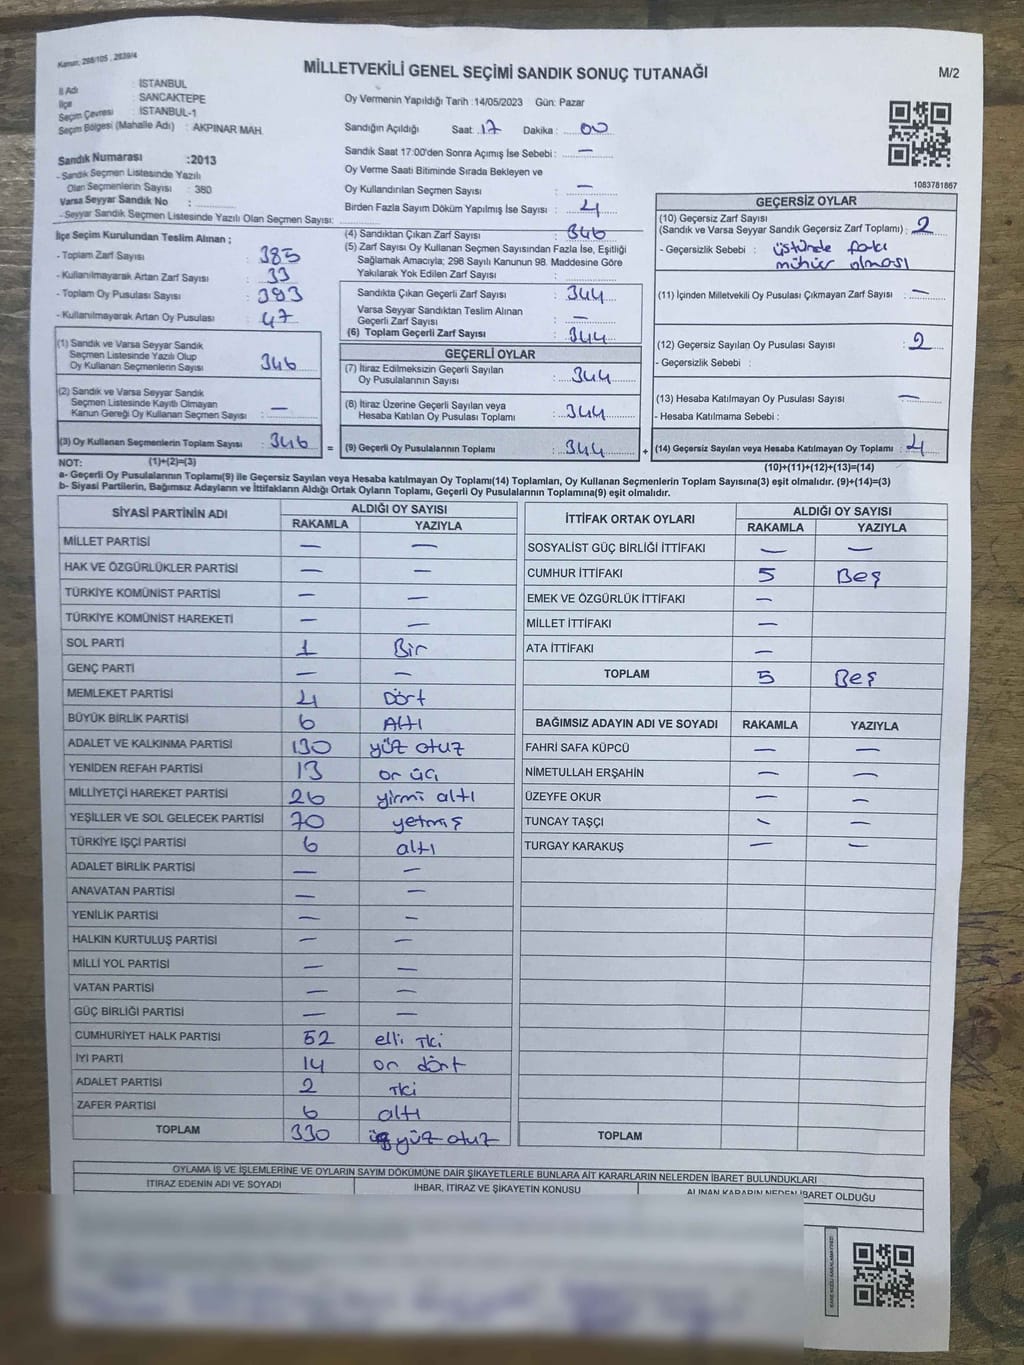 Kanun; 298/105 , 2839/4
MİLLETVEKİLİ GENEL SEÇİMİ SANDIK SONUÇ TUTANAĞI
M/2
İl Adı : İSTANBUL
İlçe : SANCAKTEPE
Seçim Çevresi : İSTANBUL-1
Seçim Bölgesi (Mahalle Adı) : AKPINAR MAH.
Oy Vermenin Yapıldığı Tarih :14/05/2023 Gün: Pazar
Sandığın Açıldığı Saat: 17 Dakika : 00
Sandık Saat 17:00'den Sonra Açımış İse Sebebi : —
Oy Verme Saati Bitiminde Sırada Bekleyen ve
Oy Kullandırılan Seçmen Sayısı : —
Birden Fazla Sayım Döküm Yapılmış İse Sayısı : 4
Sandık Numarası :2013
- Sandık Seçmen Listesinde Yazılı
Olan Seçmenlerin Sayısı : 380
Varsa Seyyar Sandık No :
- Seyyar Sandık Seçmen Listesinde Yazılı Olan Seçmen Sayısı:
1083781867
İlçe Seçim Kurulundan Teslim Alınan ;
- Toplam Zarf Sayısı : 385
- Kullanılmayarak Artan Zarf Sayısı : 33
- Toplam Oy Pusulası Sayısı : 393
- Kullanılmayarak Artan Oy Pusulası : 47
(4) Sandıktan Çıkan Zarf Sayısı : 346
(5) Zarf Sayısı Oy Kullanan Seçmen Sayısından Fazla İse, Eşitliği
Sağlamak Amacıyla; 298 Sayılı Kanunun 98. Maddesine Göre
Yakılarak Yok Edilen Zarf Sayısı :
Sandıkta Çıkan Geçerli Zarf Sayısı : 344
Varsa Seyyar Sandıktan Teslim Alınan
Geçerli Zarf Sayısı : —
(6) Toplam Geçerli Zarf Sayısı : 344
GEÇERSİZ OYLAR
(10) Geçersiz Zarf Sayısı
(Sandık ve Varsa Seyyar Sandık Geçersiz Zarf Toplamı) : 2
- Geçersizlik Sebebi : üstünde
mühür olması
(11) İçinden Milletvekili Oy Pusulası Çıkmayan Zarf Sayısı : —
(12) Geçersiz Sayılan Oy Pusulası Sayısı : 2
- Geçersizlik Sebebi :
(13) Hesaba Katılmayan Oy Pusulası Sayısı : —
- Hesaba Katılmama Sebebi :
(1) Sandık ve Varsa Seyyar Sandık
Seçmen Listesinde Yazılı Olup
Oy Kullanan Seçmenlerin Sayısı : 346
(2) Sandık ve Varsa Seyyar Sandık
Seçmen Listesinde Kayıtlı Olmayan
Kanun Gereği Oy Kullanan Seçmen Sayısı : —
GEÇERLİ OYLAR
(7) İtiraz Edilmeksizin Geçerli Sayılan
Oy Pusulalarının Sayısı : 344
(8) İtiraz Üzerine Geçerli Sayılan veya
Hesaba Katılan Oy Pusulası Toplamı : 344
(3) Oy Kullanan Seçmenlerin Toplam Sayısı : 346 = (9) Geçerli Oy Pusulalarının Toplamı : 344 + (14) Geçersiz Sayılan veya Hesaba Katılmayan Oy Toplamı : 4
NOT: (1)+(2)=(3) (10)+(11)+(12)+(13)=(14)
a- Geçerli Oy Pusulalarının Toplamı(9) ile Geçersiz Sayılan veya Hesaba katılmayan Oy Toplamı(14) Toplamları, Oy Kullanan Seçmenlerin Toplam Sayısına(3) eşit olmalıdır. (9)+(14)=(3)
b- Siyasi Partilerin, Bağımsız Adayların ve İttifakların Aldığı Ortak Oyların Toplamı, Geçerli Oy Pusulalarının Toplamına(9) eşit olmalıdır.
SİYASİ PARTİNİN ADI ALDIĞI OY SAYISI
RAKAMLA YAZIYLA
MİLLET PARTİSİ — —
HAK VE ÖZGÜRLÜKLER PARTİSİ — —
TÜRKİYE KOMÜNİST PARTİSİ — —
TÜRKİYE KOMÜNİST HAREKETİ — —
SOL PARTİ 1 Bir
GENÇ PARTİ — —
MEMLEKET PARTİSİ 4 Dört
BÜYÜK BİRLİK PARTİSİ 6 Altı
ADALET VE KALKINMA PARTİSİ 130 yüz otuz
YENİDEN REFAH PARTİSİ 13 on üç
MİLLİYETÇİ HAREKET PARTİSİ 26 yirmi altı
YEŞİLLER VE SOL GELECEK PARTİSİ 70 yetmiş
TÜRKİYE İŞÇİ PARTİSİ 6 altı
ADALET BİRLİK PARTİSİ — —
ANAVATAN PARTİSİ — —
YENİLİK PARTİSİ — —
HALKIN KURTULUŞ PARTİSİ — —
MİLLİ YOL PARTİSİ — —
VATAN PARTİSİ — —
GÜÇ BİRLİĞİ PARTİSİ — —
CUMHURİYET HALK PARTİSİ 52 elli iki
İYİ PARTİ 14 on dört
ADALET PARTİSİ 2 iki
ZAFER PARTİSİ 6 altı
TOPLAM 330 üç yüz otuz
İTTİFAK ORTAK OYLARI ALDIĞI OY SAYISI
RAKAMLA YAZIYLA
SOSYALİST GÜÇ BİRLİĞİ İTTİFAKI — —
CUMHUR İTTİFAKI 5 Beş
EMEK VE ÖZGÜRLÜK İTTİFAKI —
MİLLET İTTİFAKI —
ATA İTTİFAKI —
TOPLAM 5 Beş
BAĞIMSIZ ADAYIN ADI VE SOYADI RAKAMLA YAZIYLA
FAHRİ SAFA KÜPCÜ — —
NİMETULLAH ERŞAHİN — —
ÜZEYFE OKUR — —
TUNCAY TAŞÇI — —
TURGAY KARAKUŞ — —
TOPLAM
OYLAMA İŞ VE İŞLEMLERİNE VE OYLARIN SAYIM DÖKÜMÜNE DAİR ŞİKAYETLERLE BUNLARA AİT KARARLARIN NELERDEN İBARET BULUNDUKLARI
İTİRAZ EDENİN ADI VE SOYADI İHBAR, İTİRAZ VE ŞİKAYETİN KONUSU ALINAN KARARIN NEDEN İBARET OLDUĞU